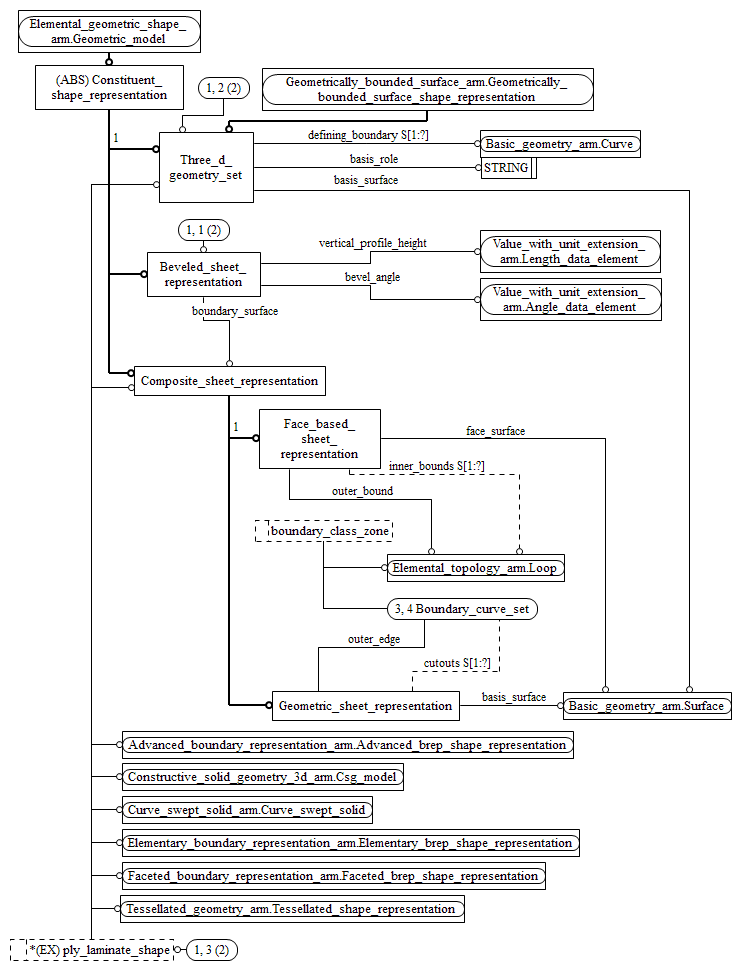 Elemental_geometric_shape_
arm.Geometric_model
(ABS) Constituent_
shape_representation
1, 2 (2)
Geometrically_bounded_surface_arm.Geometrically_
bounded_surface_shape_representation
1
Three_d_
geometry_set
defining_boundary S[1:?]
Basic_geometry_arm.Curve
basis_role
STRING
basis_surface
1, 1 (2)
Beveled_sheet_
representation
vertical_profile_height
Value_with_unit_extension_
arm.Length_data_element
bevel_angle
Value_with_unit_extension_
arm.Angle_data_element
boundary_surface
Composite_sheet_representation
1
Face_based_
sheet_
representation
face_surface
inner_bounds S[1:?]
outer_bound
boundary_class_zone
Elemental_topology_arm.Loop
3, 4 Boundary_curve_set
outer_edge
cutouts S[1:?]
Geometric_sheet_representation
basis_surface
Basic_geometry_arm.Surface
Advanced_boundary_representation_arm.Advanced_brep_shape_representation
Constructive_solid_geometry_3d_arm.Csg_model
Curve_swept_solid_arm.Curve_swept_solid
Elementary_boundary_representation_arm.Elementary_brep_shape_representation
Faceted_boundary_representation_arm.Faceted_brep_shape_representation
Tessellated_geometry_arm.Tessellated_shape_representation
*(EX) ply_laminate_shape
1, 3 (2)